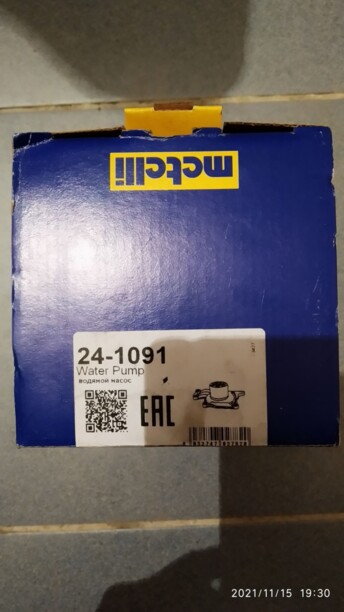 metelli
24-1091
Water Pump
водяной насос
EAC
2021/11/15 19:30